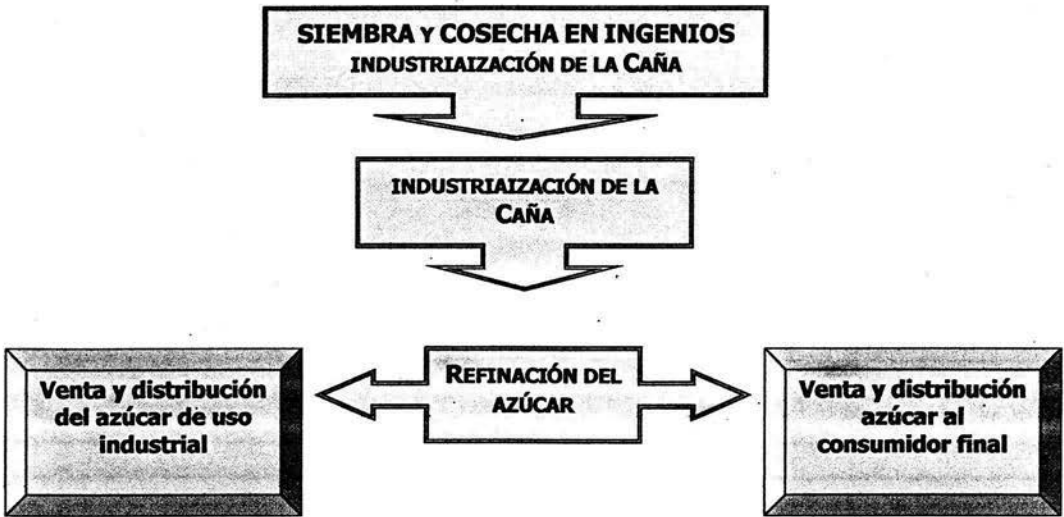 SIEMBRA Y COSECHA EN INGENIOS
INDUSTRIAIZACIÓN DE LA CAÑA
INDUSTRIAIZACIÓN DE LA
CAÑA
REFINACIÓN DEL
AZÚCAR
Venta y distribución
del azúcar de uso
industrial
Venta y distribución
azúcar al
consumidor final